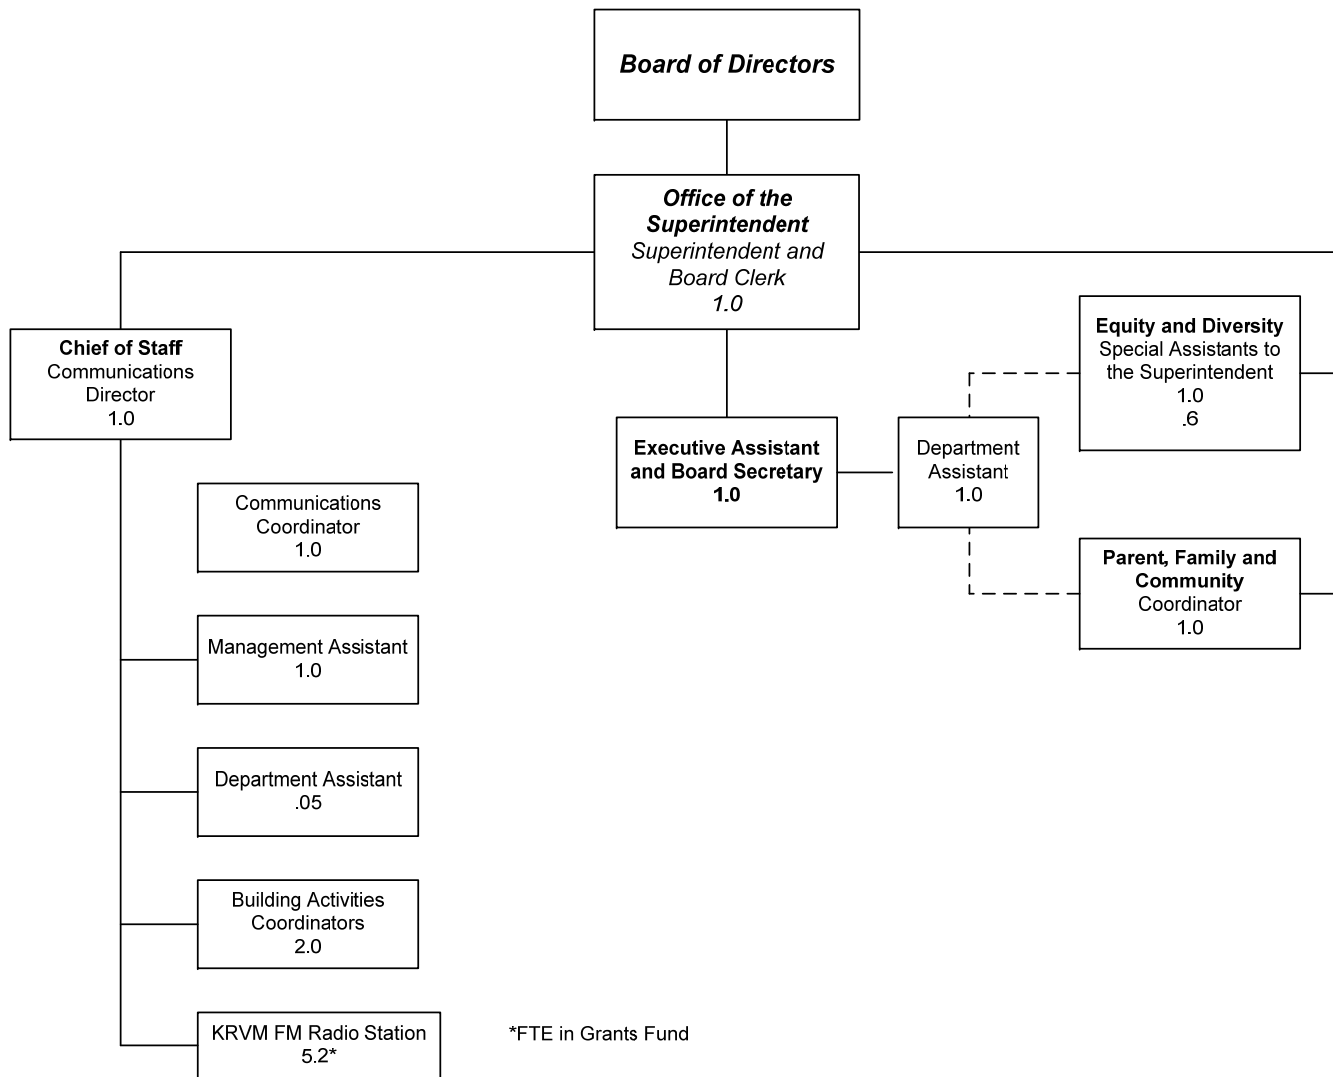 Board of Directors
Office of the
Superintendent
Superintendent and
Board Clerk
1.0
Chief of Staff
Communications
Director
1.0
Equity and Diversity
Special Assistants to
the Superintendent
1.0
.6
Executive Assistant
and Board Secretary
1.0
Department
Assistant
1.0
Communications
Coordinator
1.0
Parent, Family and
Community
Coordinator
1.0
Management Assistant
1.0
Department Assistant
.05
Building Activities
Coordinators
2.0
KRVM FM Radio Station
5.2*
*FTE in Grants Fund